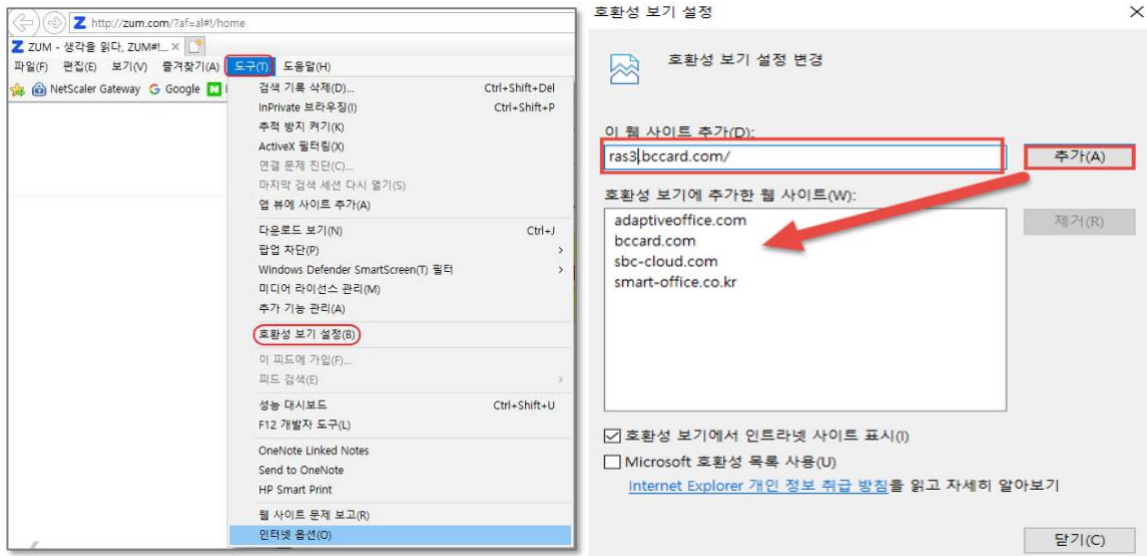 http://zum.com/?af=al#!/home
ZUM - 생각을 읽다, ZUM#!... ×
파일(F) 편집(E) 보기(V) 즐겨찾기(A) 도구(T) 도움말(H)
NetScaler Gateway Google
검색 기록 삭제(D)... Ctrl+Shift+Del
InPrivate 브라우징(I) Ctrl+Shift+P
추적 방지 켜기(K)
ActiveX 필터링(X)
연결 문제 진단(C)...
마지막 검색 세션 다시 열기(S)
앱 뷰에 사이트 추가(A)
다운로드 보기(N) Ctrl+J
팝업 차단(P)
Windows Defender SmartScreen(T) 필터
미디어 라이선스 관리(M)
추가 기능 관리(A)
호환성 보기 설정(B)
이 피드에 가입(F)...
피드 검색(E)
성능 대시보드 Ctrl+Shift+U
F12 개발자 도구(L)
OneNote Linked Notes
Send to OneNote
HP Smart Print
웹 사이트 문제 보고(R)
인터넷 옵션(O)
호환성 보기 설정
호환성 보기 설정 변경
이 웹 사이트 추가(D):
ras3.bccard.com/ 추가(A)
호환성 보기에 추가한 웹 사이트(W):
adaptiveoffice.com 제거(R)
bccard.com
sbc-cloud.com
smart-office.co.kr
호환성 보기에서 인트라넷 사이트 표시(I)
Microsoft 호환성 목록 사용(U)
Internet Explorer 개인 정보 취급 방침을 읽고 자세히 알아보기
닫기(C)